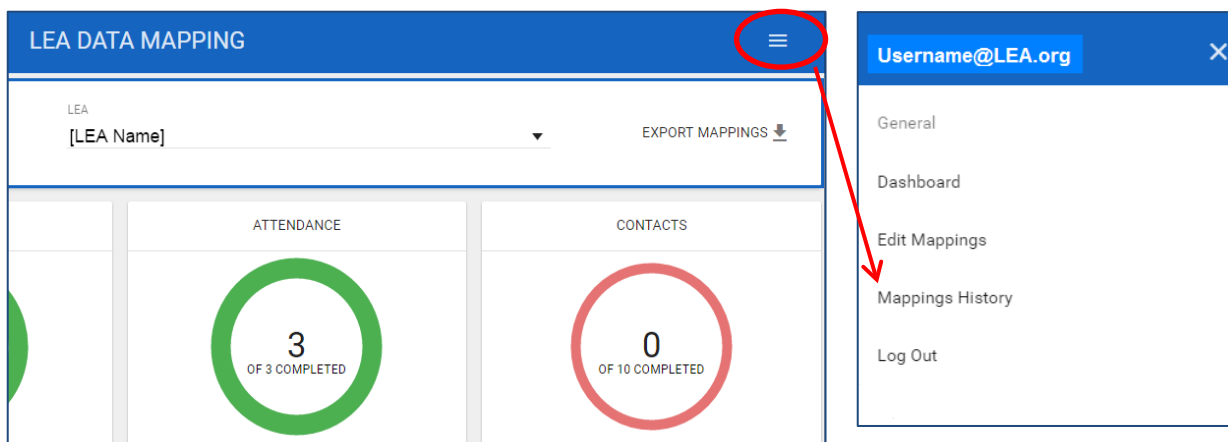 LEA DATA MAPPING
LEA
[LEA Name]
EXPORT MAPPINGS
ATTENDANCE
CONTACTS
3
OF 3 COMPLETED
0
OF 10 COMPLETED
Username@LEA.org
General
Dashboard
Edit Mappings
Mappings History
Log Out